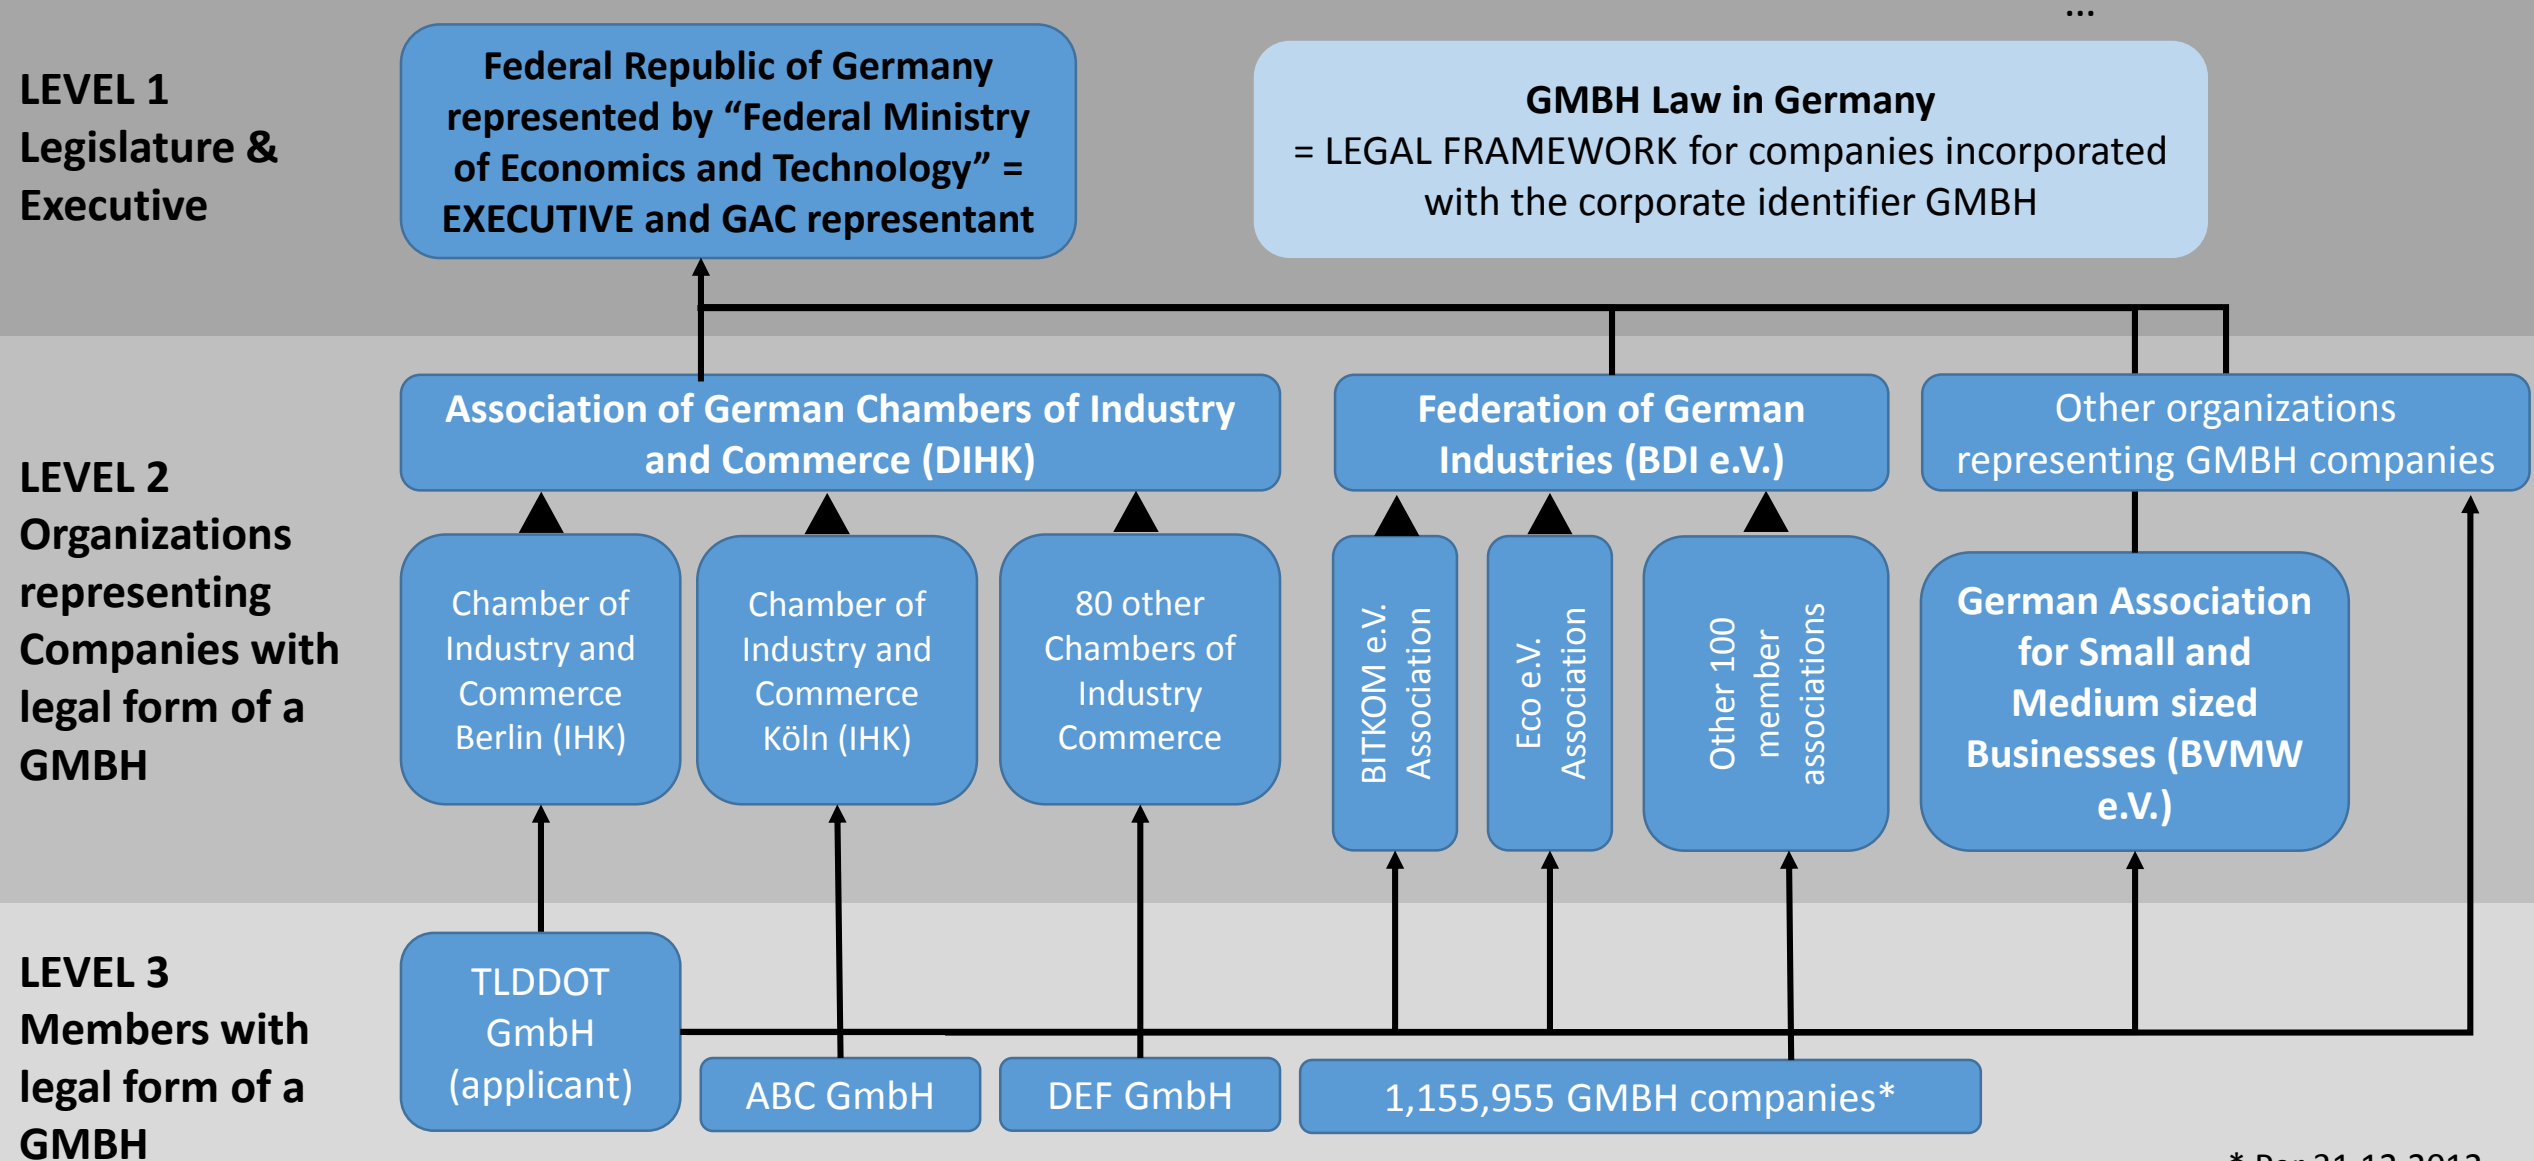 ...
LEVEL 1
Legislature &
Executive
Federal Republic of Germany
represented by “Federal Ministry
of Economics and Technology” =
EXECUTIVE and GAC representant
GMBH Law in Germany
= LEGAL FRAMEWORK for companies incorporated
with the corporate identifier GMBH
LEVEL 2
Organizations
representing
Companies with
legal form of a
GMBH
Association of German Chambers of Industry
and Commerce (DIHK)
Federation of German
Industries (BDI e.V.)
Other organizations
representing GMBH companies
Chamber of
Industry and
Commerce
Berlin (IHK)
Chamber of
Industry and
Commerce
Köln (IHK)
80 other
Chambers of
Industry
Commerce
BITKOM e.V.
Association
Eco e.V.
Association
Other 100
member
associations
German Association
for Small and
Medium sized
Businesses (BVMW
e.V.)
LEVEL 3
Members with
legal form of a
GMBH
TLDDOT
GmbH
(applicant)
ABC GmbH
DEF GmbH
1,155,955 GMBH companies*
* Per 31-12-2012